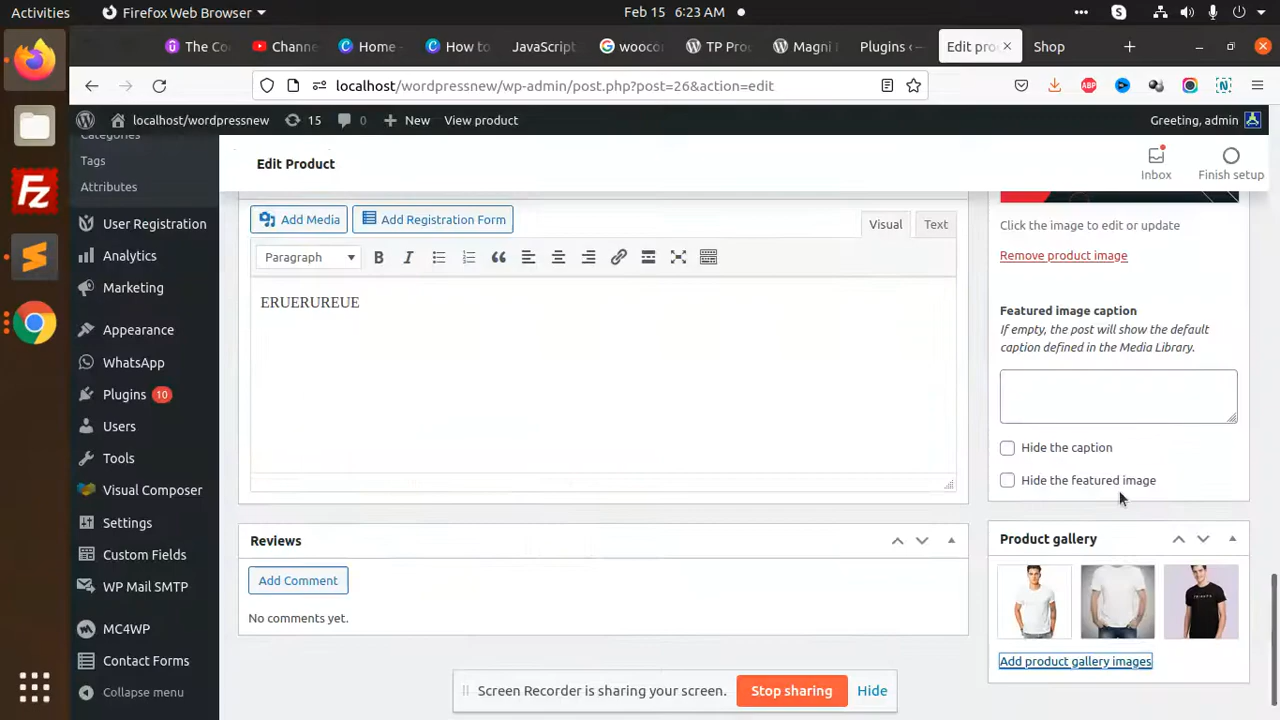 Activities
Firefox Web Browser
Feb 15 6:23 AM
The Co
Channe
Home
How to
JavaScript
woocor
TP Pro
Magni
Plugins
Edit pro
Shop
localhost/wordpressnew/wp-admin/post.php?post=26&action=edit
localhost/wordpressnew
15
0
New
View product
Greeting, admin
Categories
Tags
Attributes
User Registration
Analytics
Marketing
Appearance
WhatsApp
Plugins 10
Users
Tools
Visual Composer
Settings
Custom Fields
WP Mail SMTP
MC4WP
Contact Forms
Collapse menu
Edit Product
Inbox
Finish setup
Add Media
Add Registration Form
Visual
Text
Paragraph
ERUERUREUE
Reviews
Add Comment
No comments yet.
Click the image to edit or update
Remove product image
Featured image caption
If empty, the post will show the default
caption defined in the Media Library.
Hide the caption
Hide the featured image
Product gallery
Add product gallery images
Screen Recorder is sharing your screen.
Stop sharing
Hide